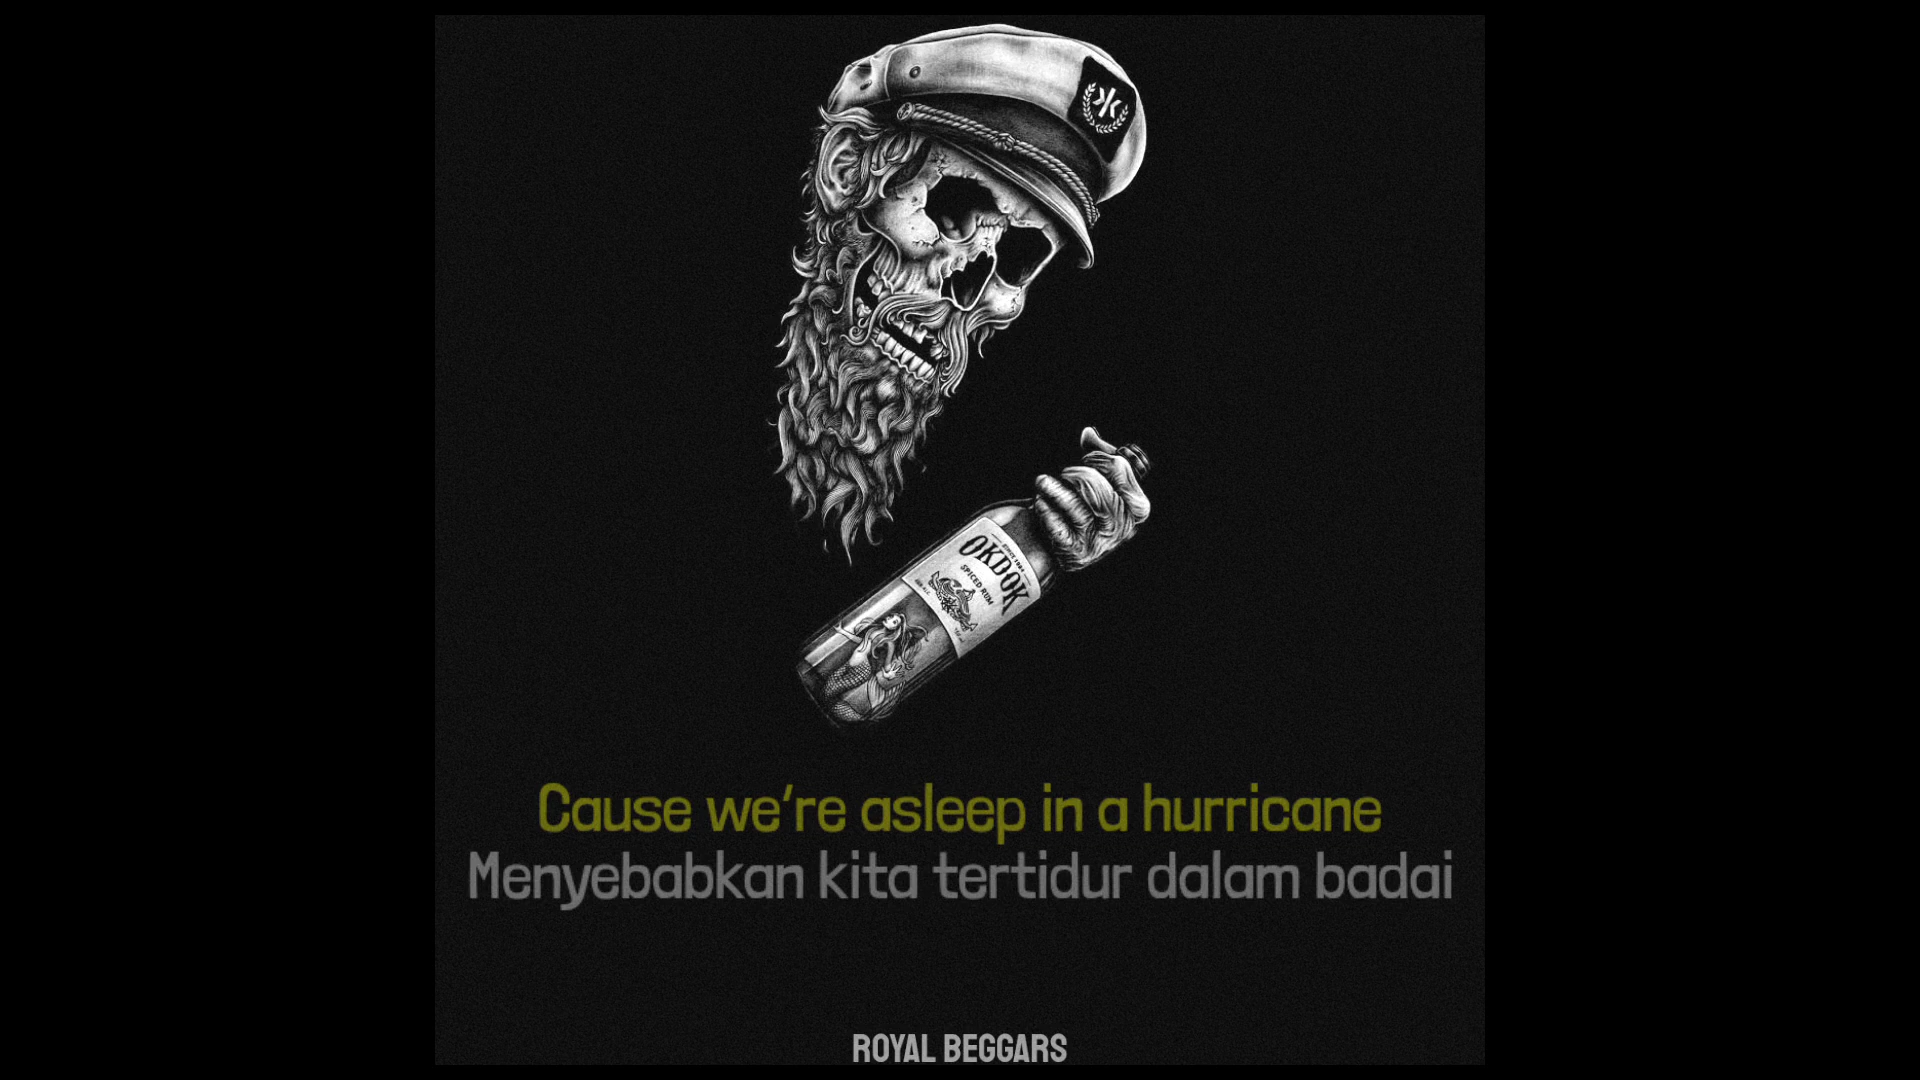 OKDOK
SPICED RUM
Cause we're asleep in a hurricane
Menyebabkan kita tertidur dalam badai
ROYAL BEGGARS